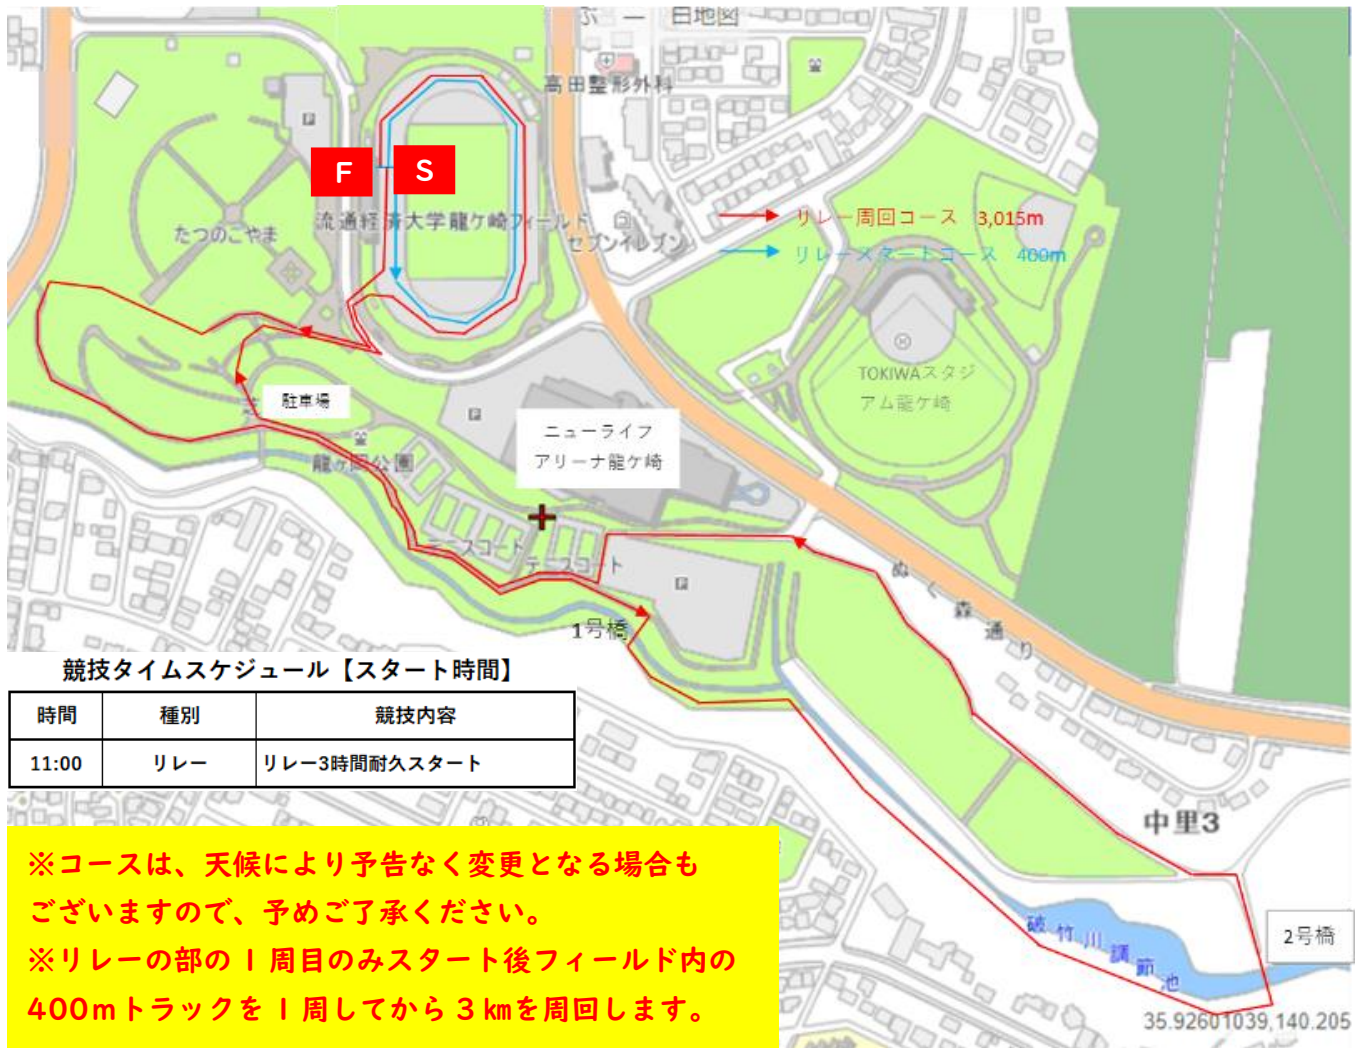 日地図
高田整形外科
F
S
流通経済大学龍ケ崎フィールド
セブンイレブン
たつのこやま
リレー周回コース 3,015m
リレースタートコース 400m
TOKIWAスタジ
アム龍ケ崎
駐車場
龍ヶ岡公園
ニューライフ
アリーナ龍ケ崎
テニスコート
テニスコート
P
P
P
1号橋
ぬく森通り
中里3
2号橋
破竹川調節池
35.92601039,140.205
競技タイムスケジュール【スタート時間】
時間 種別 競技内容
11:00 リレー リレー3時間耐久スタート
※コースは、天候により予告なく変更となる場合も
ございますので、予めご了承ください。
※リレーの部の1周目のみスタート後フィールド内の
400mトラックを1周してから3㎞を周回します。